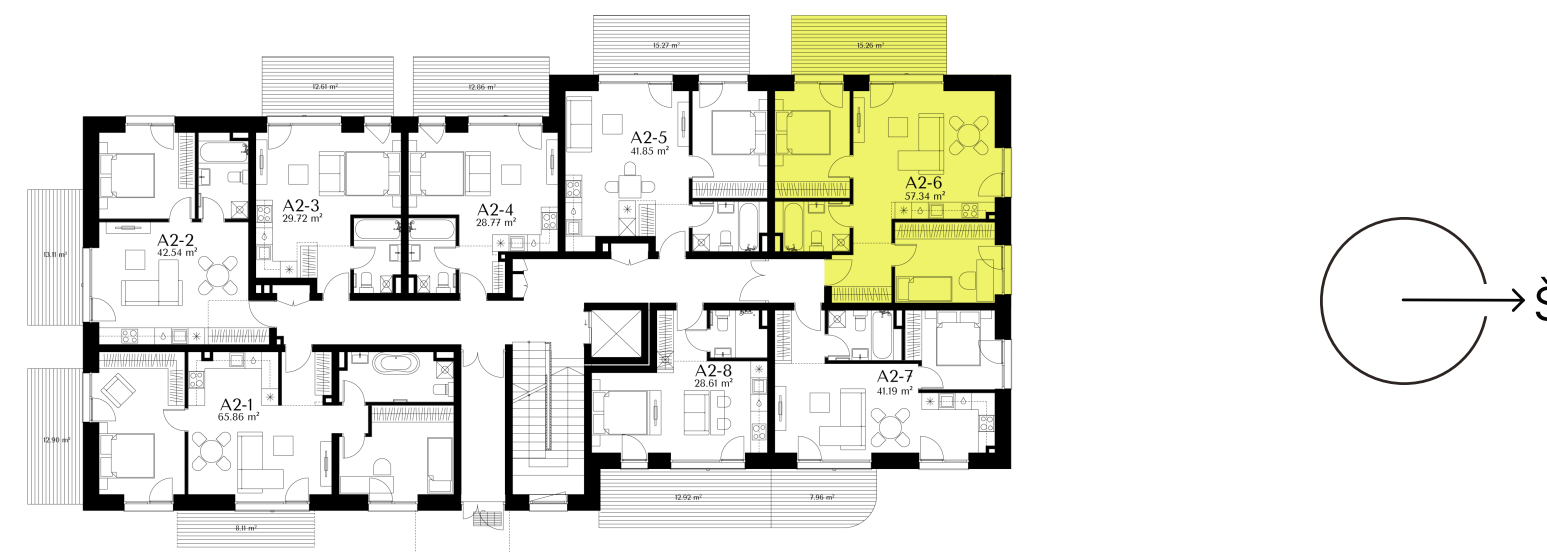 15.27 m²
15.26 m²
12.61 m²
12.86 m²
A2-5
41.85 m²
A2-6
57.34 m²
A2-3
29.72 m²
A2-4
28.77 m²
A2-2
42.54 m²
13.11 m²
A2-8
28.61 m²
A2-7
41.19 m²
A2-1
65.86 m²
12.90 m²
12.92 m²
7.96 m²
8.11 m²
Š